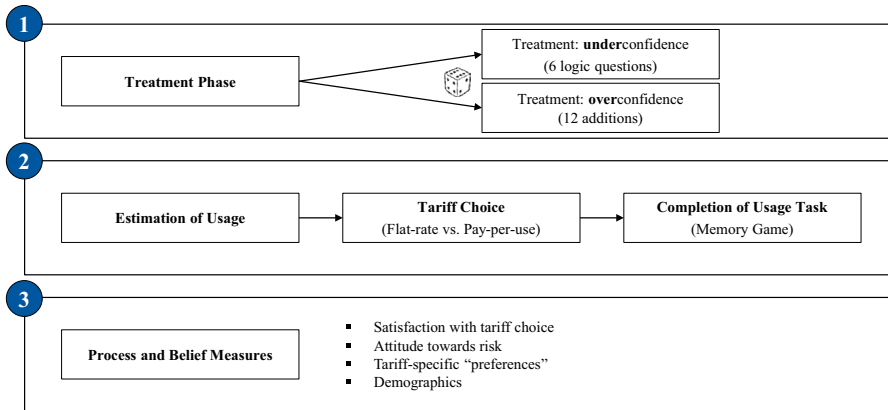 1
Treatment Phase
Treatment: underconfidence
(6 logic questions)
Treatment: overconfidence
(12 additions)
2
Estimation of Usage
Tariff Choice
(Flat-rate vs. Pay-per-use)
Completion of Usage Task
(Memory Game)
3
Process and Belief Measures
▪ Satisfaction with tariff choice
▪ Attitude towards risk
▪ Tariff-specific “preferences”
▪ Demographics